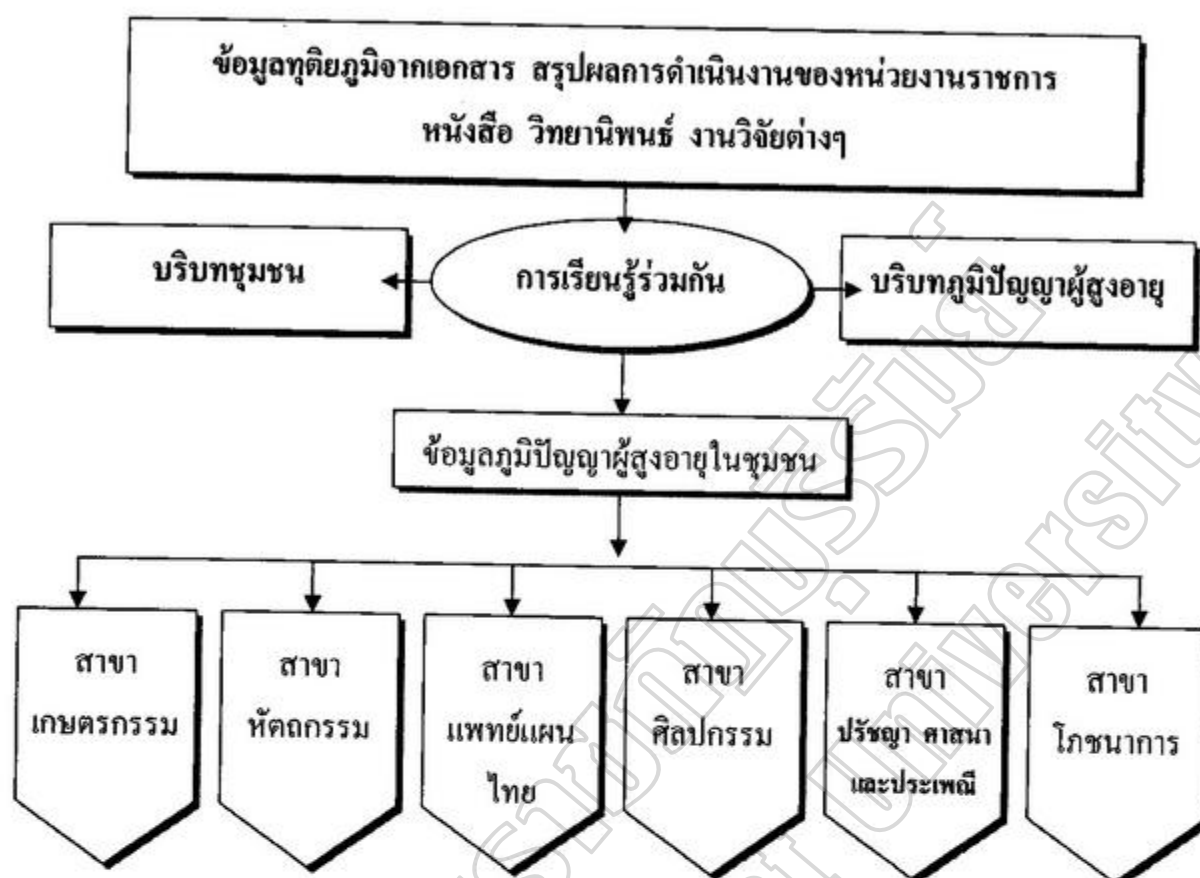 ข้อมูลทุติยภูมิจากเอกสาร สรุปผลการดำเนินงานของหน่วยงานราชการ
หนังสือ วิทยานิพนธ์ งานวิจัยต่างๆ
บริบทชุมชน
การเรียนรู้ร่วมกัน
บริบทภูมิปัญญาผู้สูงอายุ
ข้อมูลภูมิปัญญาผู้สูงอายุในชุมชน
สาขา
เกษตรกรรม
สาขา
หัตถกรรม
สาขา
แพทย์แผน
ไทย
สาขา
ศิลปกรรม
สาขา
ปรัชญา ศาสนา
และประเพณี
สาขา
โภชนาการ
University